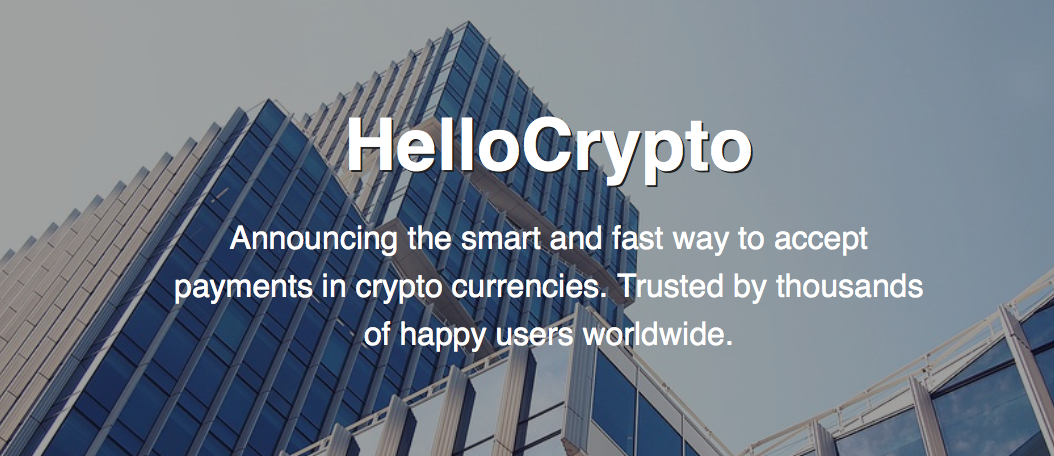 HelloCrypto
Announcing the smart and fast way to accept
payments in crypto currencies. Trusted by thousands
of happy users worldwide.